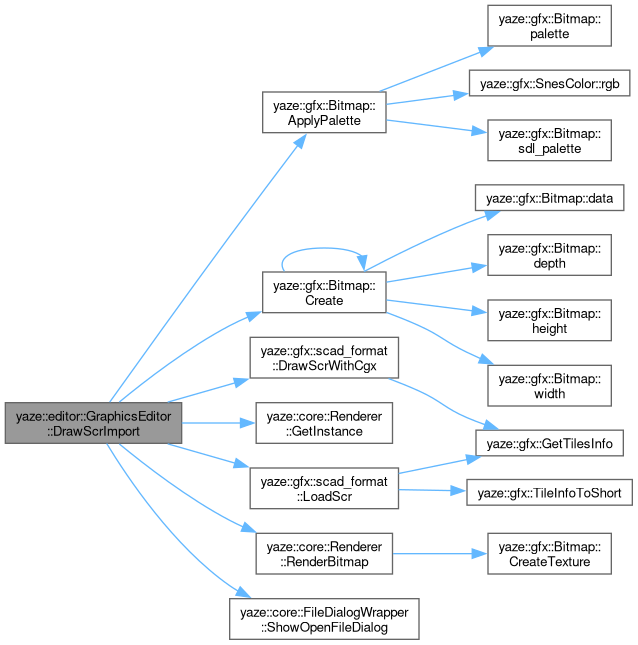 yaze::editor::GraphicsEditor
::DrawScrImport
yaze::gfx::Bitmap::
ApplyPalette
yaze::gfx::Bitmap::
palette
yaze::gfx::SnesColor::rgb
yaze::gfx::Bitmap::
sdl_palette
yaze::gfx::Bitmap::
Create
yaze::gfx::Bitmap::data
yaze::gfx::Bitmap::
depth
yaze::gfx::Bitmap::
height
yaze::gfx::Bitmap::
width
yaze::gfx::scad_format
::DrawScrWithCgx
yaze::gfx::GetTilesInfo
yaze::core::Renderer
::GetInstance
yaze::gfx::scad_format
::LoadScr
yaze::gfx::TileInfoToShort
yaze::core::Renderer
::RenderBitmap
yaze::gfx::Bitmap::
CreateTexture
yaze::core::FileDialogWrapper
::ShowOpenFileDialog